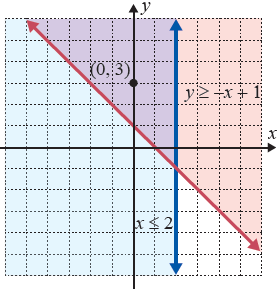 y
(0, 3)
y ≥ –x + 1
x
x ≤ 2